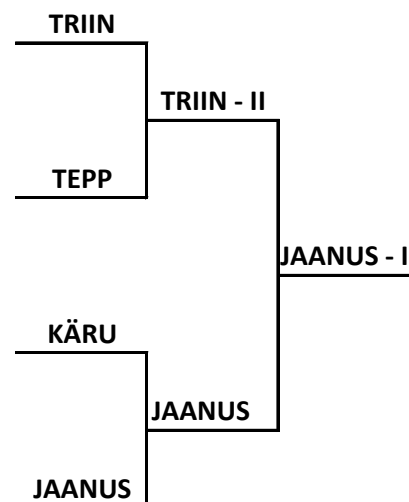 TRIIN
TRIIN - II
TEPP
JAANUS - I
KÄRU
JAANUS
JAANUS